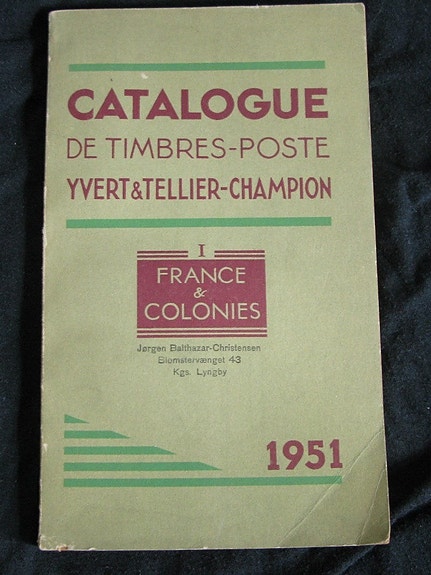 CATALOGUE
DE TIMBRES-POSTE
YVERT & TELLIER-CHAMPION
I
FRANCE
&
COLONIES
Jørgen Balthazar-Christensen
Blomstervænget 43
Kgs. Lyngby
1951